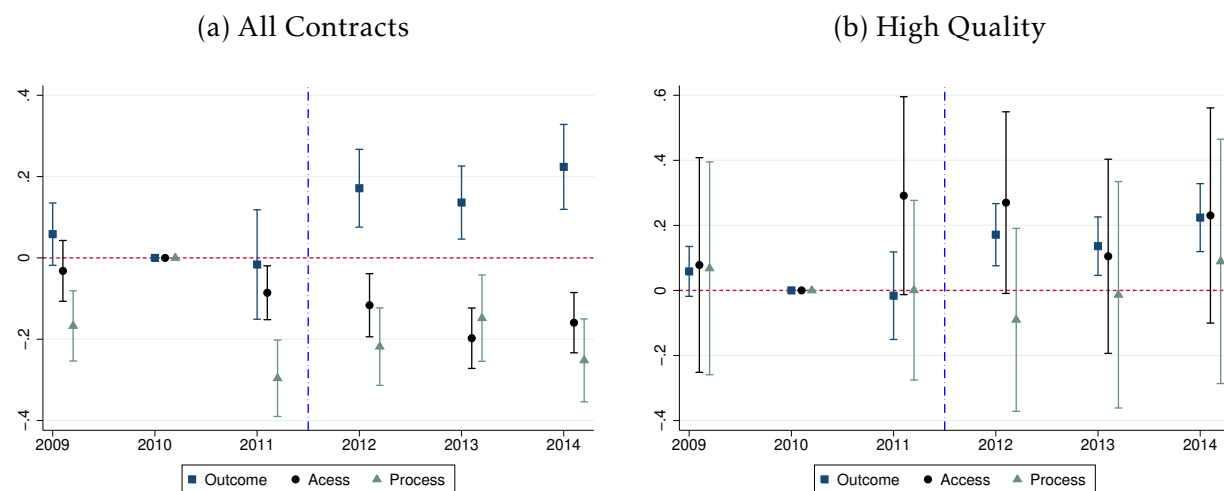 (a) All Contracts
.4
.2
0
-.2
-.4
2009 2010 2011 2012 2013 2014
Outcome Acess Process
(b) High Quality
.6
.4
.2
0
-.2
-.4
2009 2010 2011 2012 2013 2014
Outcome Access Process